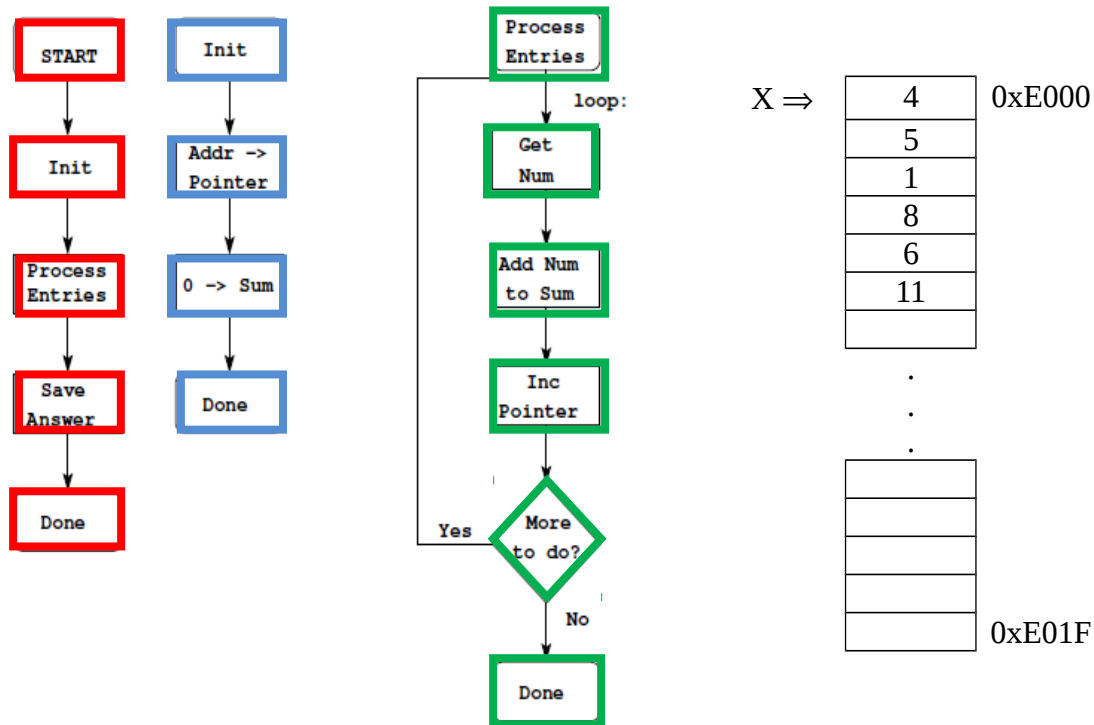 START
Init
Process
Entries
Save
Answer
Done
Init
Addr ->
Pointer
0 -> Sum
Done
Process
Entries
loop:
Get
Num
Add Num
to Sum
Inc
Pointer
More
to do?
Yes
No
Done
X ⇒
4
0xE000
5
1
8
6
11
.
.
.
0xE01F